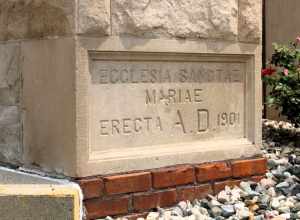 ECCLESIA SANCTAE
MARIAE
ERECTA A.D. 1901